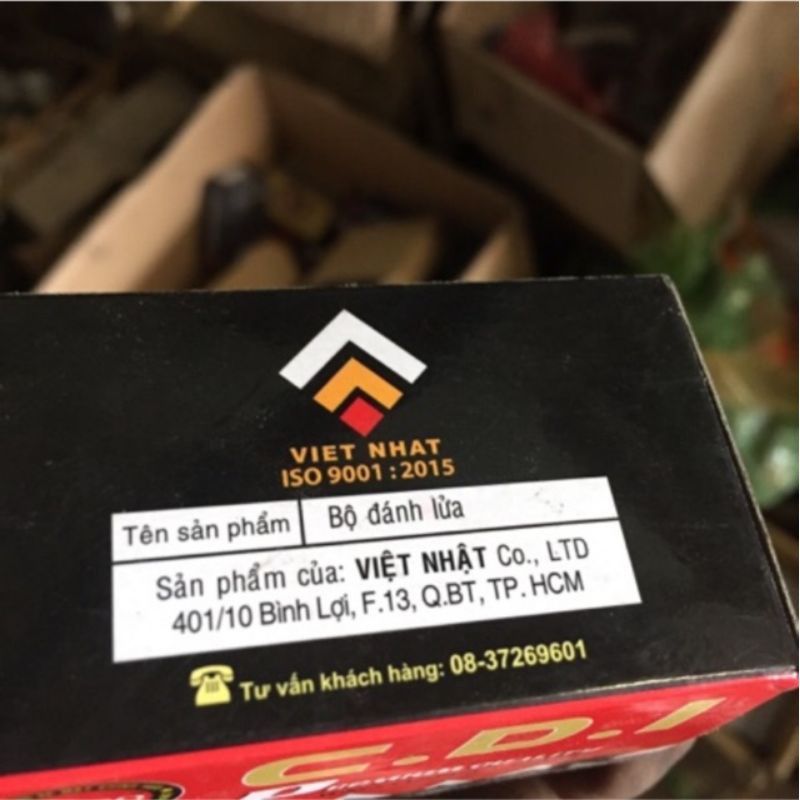 VIET NHAT
ISO 9001 : 2015
Tên sản phẩm Bộ đánh lửa
Sản phẩm của: VIỆT NHẬT Co., LTD
401/10 Bình Lợi, F.13, Q.BT, TP. HCM
Tư vấn khách hàng: 08-37269601
C.D.I